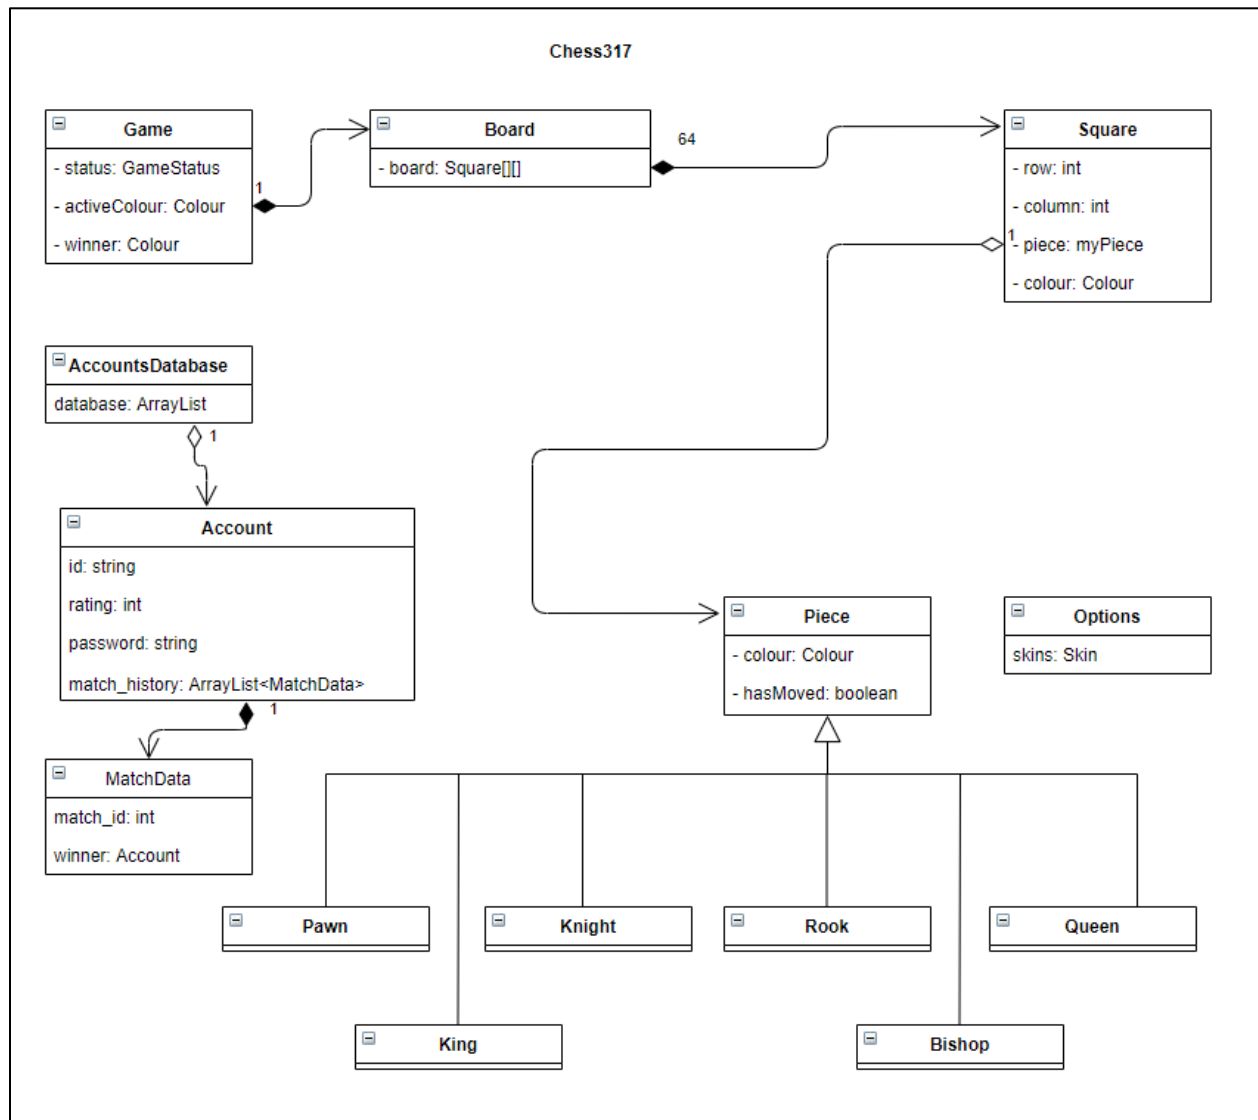 Chess317
Game
- status: GameStatus
- activeColour: Colour
- winner: Colour
1
Board
- board: Square[][]
64
Square
- row: int
- column: int
- piece: myPiece
- colour: Colour
1
AccountsDatabase
database: ArrayList
1
Account
id: string
rating: int
password: string
match_history: ArrayList<MatchData>
1
MatchData
match_id: int
winner: Account
Piece
- colour: Colour
- hasMoved: boolean
Options
skins: Skin
Pawn
Knight
Rook
Queen
King
Bishop